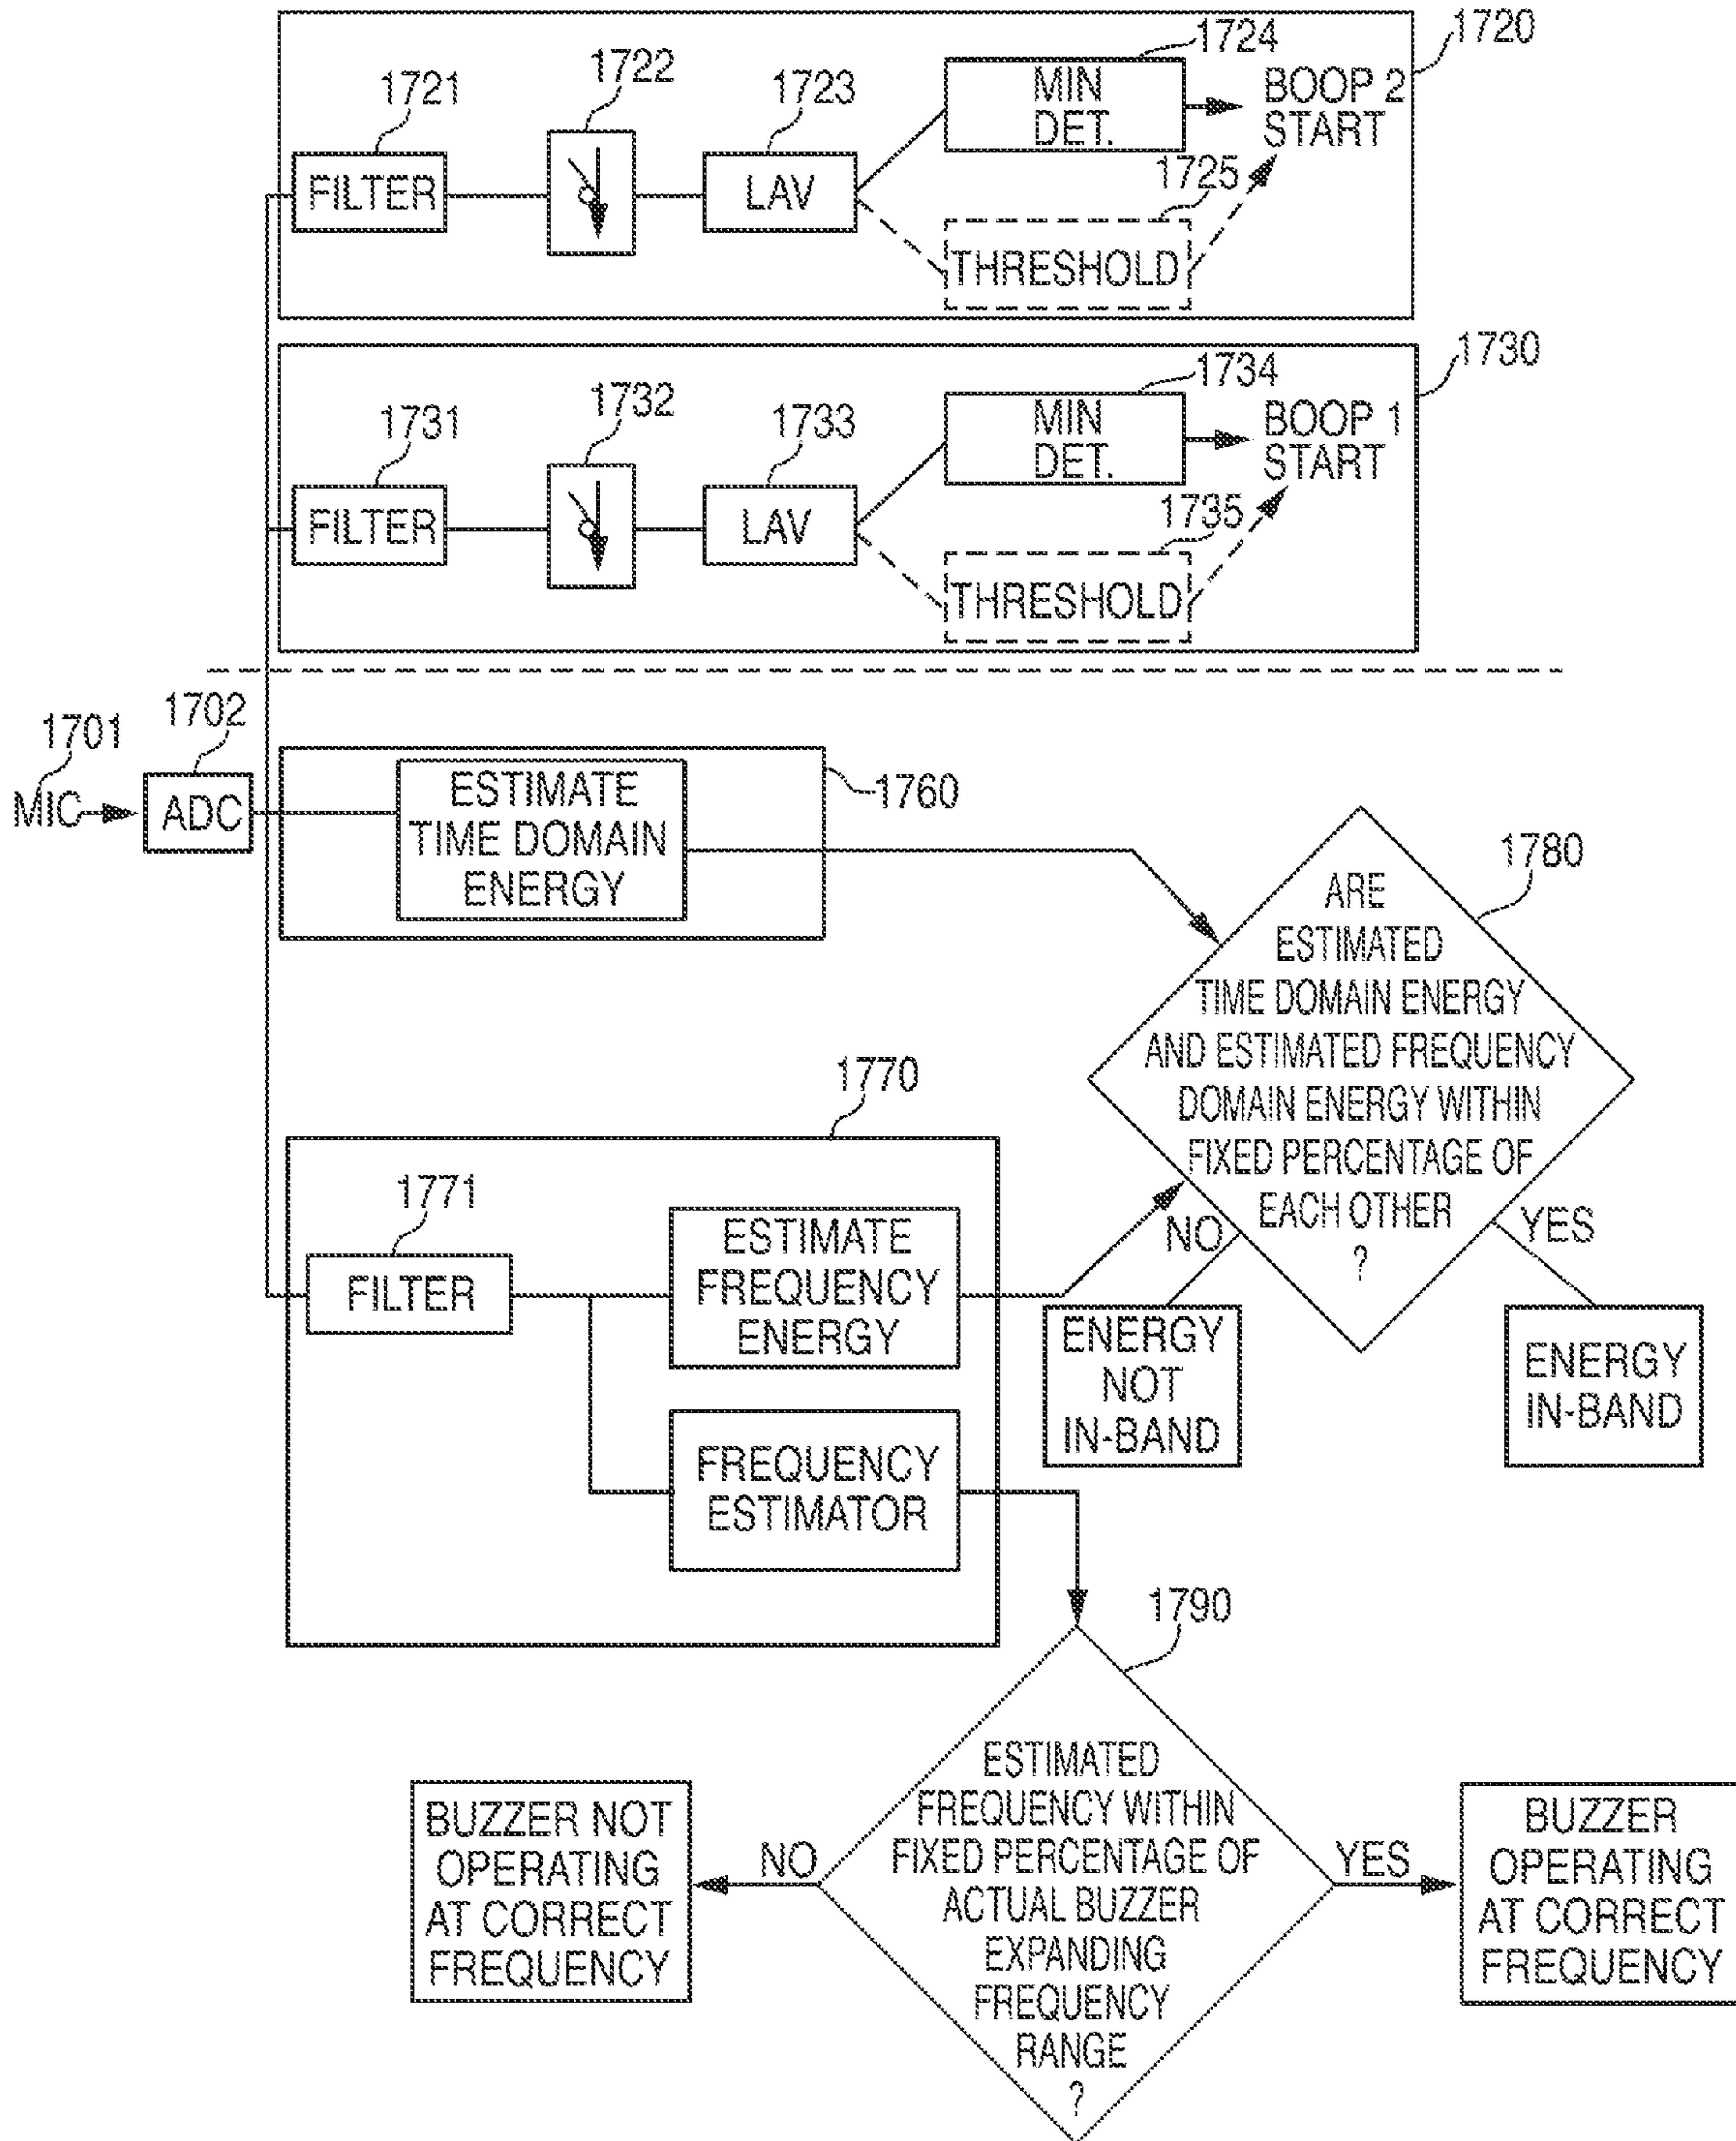 1720
1724
1722
1721
1723
MIN
DET.
BOOP 2
START
1725
FILTER
LAV
THRESHOLD
1730
1734
1732
1731
1733
MIN
DET.
BOOP 1
START
1735
FILTER
LAV
THRESHOLD
1702
1701
MIC
ADC
ESTIMATE
TIME DOMAIN
ENERGY
1760
1780
ARE
ESTIMATED
TIME DOMAIN ENERGY
AND ESTIMATED FREQUENCY
DOMAIN ENERGY WITHIN
FIXED PERCENTAGE OF
EACH OTHER
?
NO
YES
1770
1771
FILTER
ESTIMATE
FREQUENCY
ENERGY
ENERGY
NOT
IN-BAND
ENERGY
IN-BAND
FREQUENCY
ESTIMATOR
1790
ESTIMATED
FREQUENCY WITHIN
FIXED PERCENTAGE OF
ACTUAL BUZZER
EXPANDING
FREQUENCY
RANGE
?
NO
YES
BUZZER NOT
OPERATING
AT CORRECT
FREQUENCY
BUZZER
OPERATING
AT CORRECT
FREQUENCY